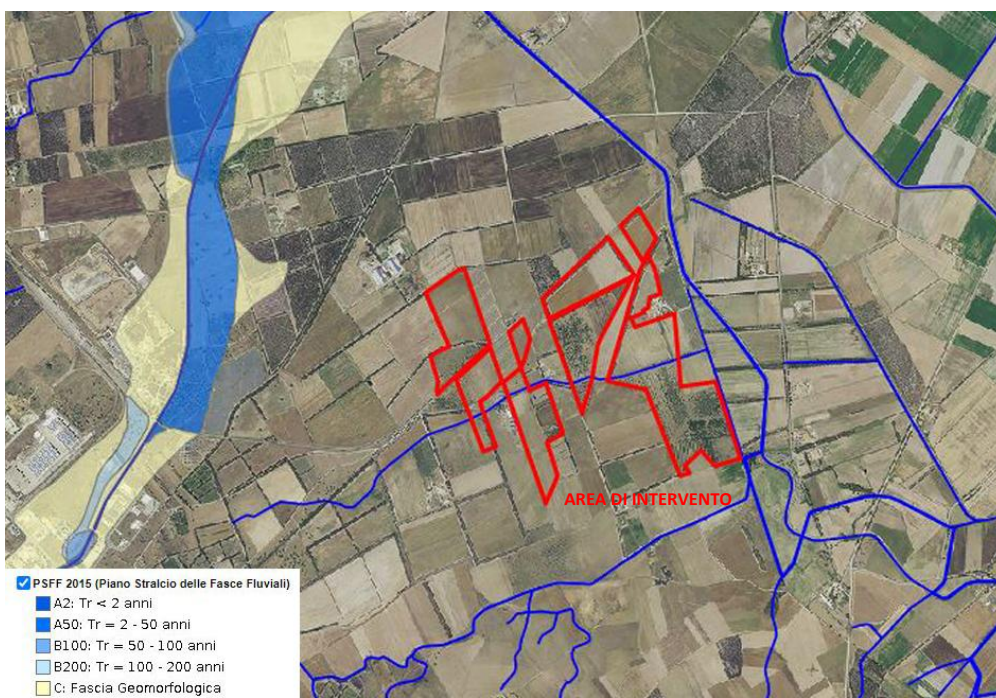 AREA DI INTERVENTO
PSFF 2015 (Piano Stralcio delle Fasce Fluviali)
A2: Tr < 2 anni
A50: Tr = 2 - 50 anni
B100: Tr = 50 - 100 anni
B200: Tr = 100 - 200 anni
C: Fascia Geomorfologica